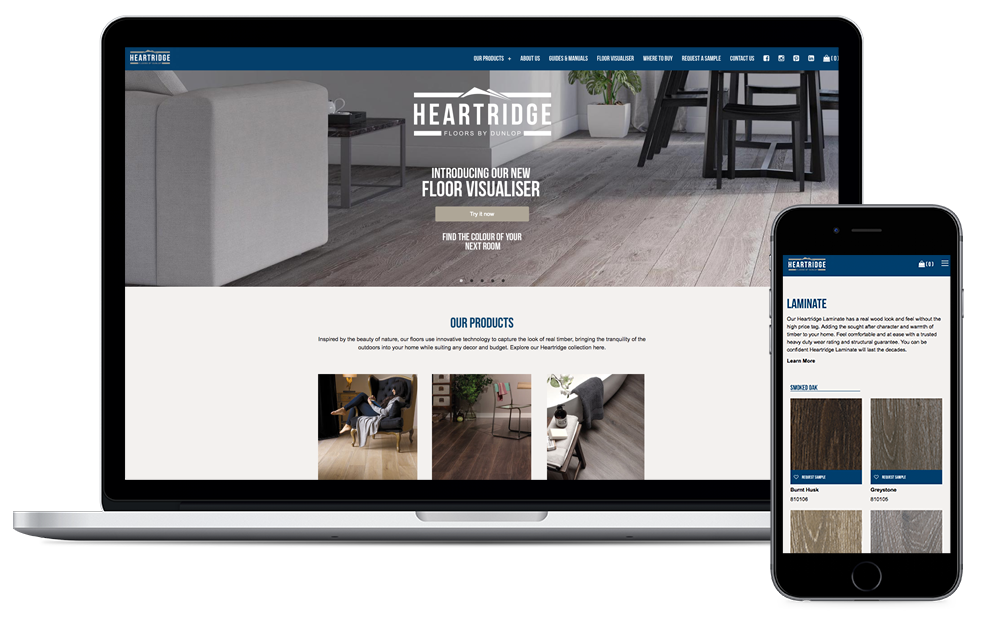 HEARTRIDGE
FLOORS BY DUNLOP
OUR PRODUCTS +
ABOUT US
GUIDES & MANUALS
FLOOR VISUALISER
WHERE TO BUY
REQUEST A SAMPLE
CONTACT US
(0)
HEARTRIDGE
FLOORS BY DUNLOP
INTRODUCING OUR NEW
FLOOR VISUALISER
Try it now
FIND THE COLOUR OF YOUR
NEXT ROOM
OUR PRODUCTS
Inspired by the beauty of nature, our floors use innovative technology to capture the look of real timber, bringing the tranquility of the
outdoors into your home while suiting any decor and budget. Explore our Heartridge collection here.
HEARTRIDGE
(0)
LAMINATE
Our Heartridge Laminate has a real wood look and feel without the
high price tag. Adding the sought after character and warmth of
timber to your home. Feel comfortable and at ease with a trusted
heavy duty wear rating and structural guarantee. You can be
confident Heartridge Laminate will last the decades.
Learn More
SMOKED OAK
REQUEST SAMPLE
REQUEST SAMPLE
Burnt Husk
Greystone
810106
810105